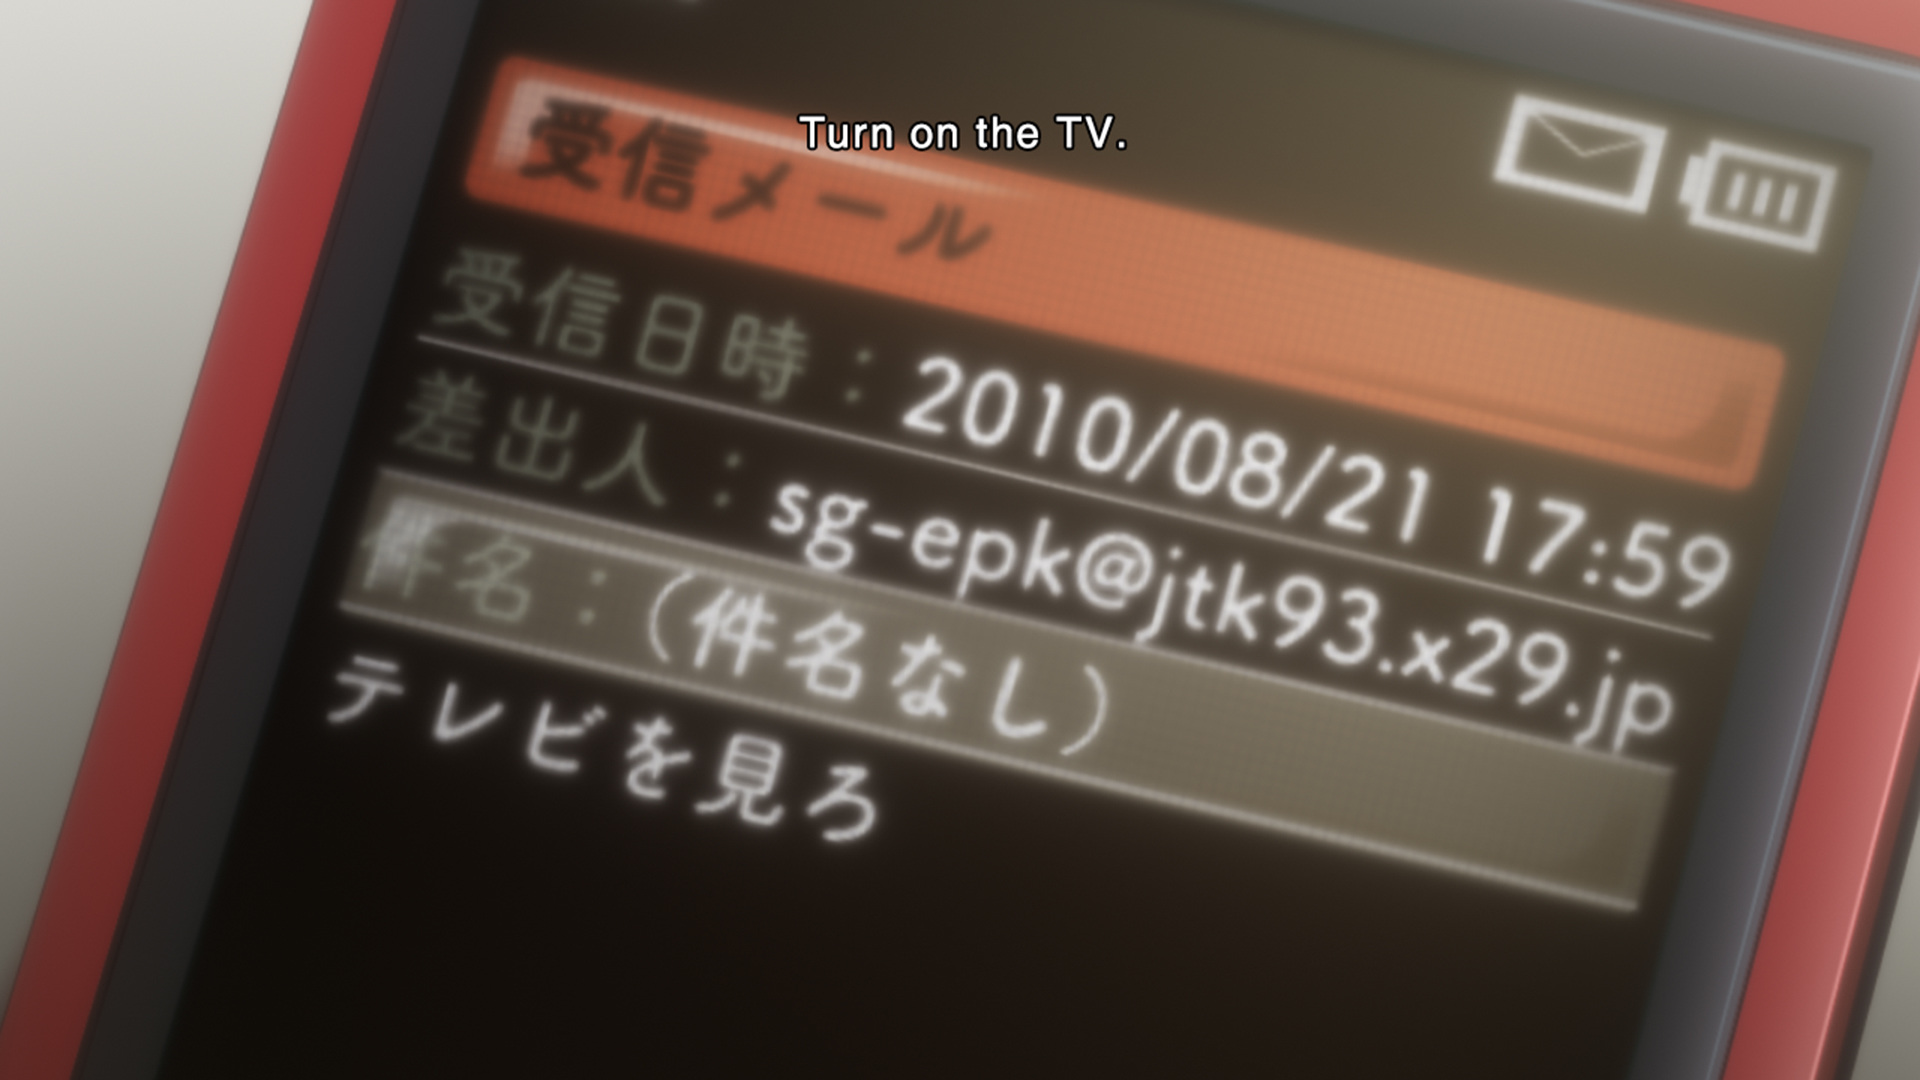 Turn on the TV.
受信メール
受信日時：2010/08/21 17:59
差出人：sg-epk@jtk93.x29.jp
件名：（件名なし）
テレビを見ろ